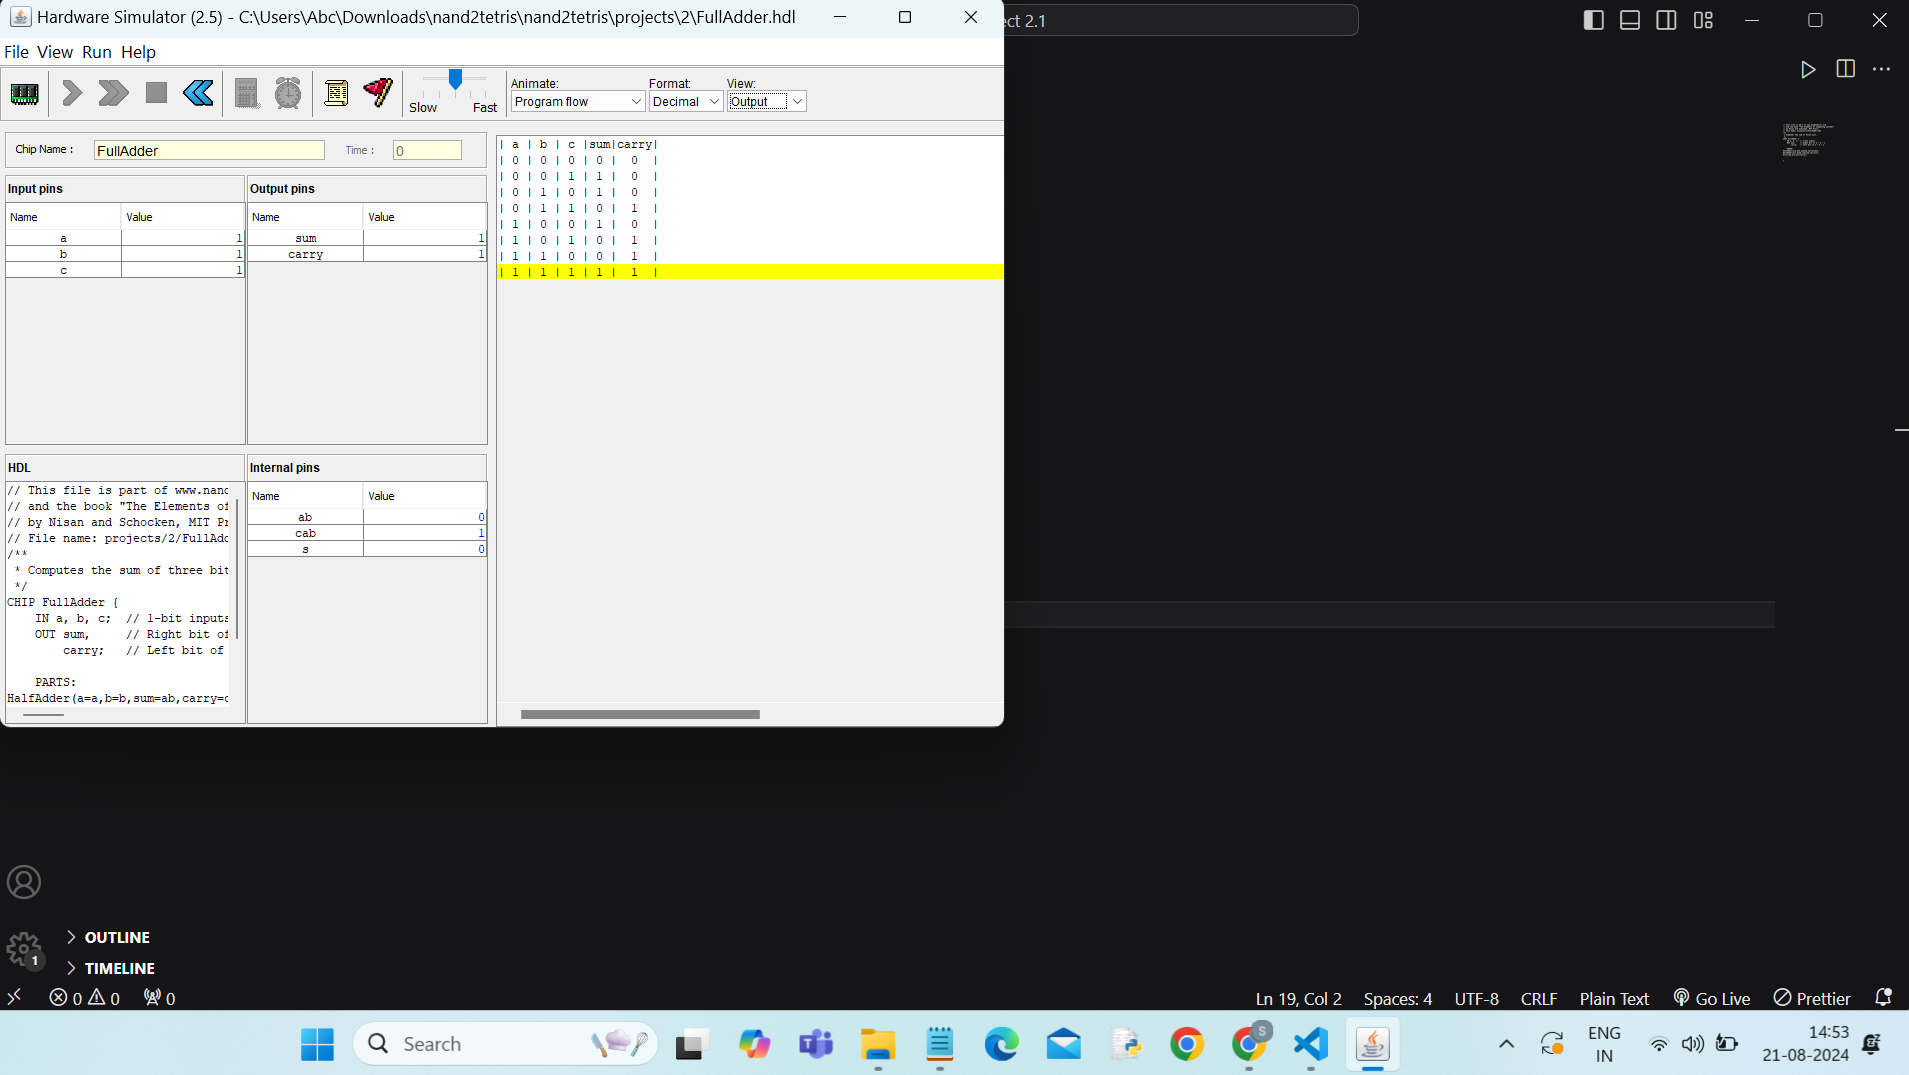 Hardware Simulator (2.5) - C:\Users\Abc\Downloads\nand2tetris\nand2tetris\projects\2\FullAdder.hdl
ect 2.1
File View Run Help
Slow Fast
Animate: Format: View:
Program flow Decimal Output
Chip Name : FullAdder Time : 0
Input pins
Name Value
a 1
b 1
c 1
Output pins
Name Value
sum 1
carry 1
| a | b | c |sum|carry|
| 0 | 0 | 0 | 0 | 0 |
| 0 | 0 | 1 | 1 | 0 |
| 0 | 1 | 0 | 1 | 0 |
| 0 | 1 | 1 | 0 | 1 |
| 1 | 0 | 0 | 1 | 0 |
| 1 | 0 | 1 | 0 | 1 |
| 1 | 1 | 0 | 0 | 1 |
| 1 | 1 | 1 | 1 | 1 |
HDL
// This file is part of www.nand
// and the book "The Elements of
// by Nisan and Schocken, MIT Pr
// File name: projects/2/FullAdd
/**
* Computes the sum of three bit
*/
CHIP FullAdder {
IN a, b, c; // 1-bit inputs
OUT sum, // Right bit of
carry; // Left bit of
PARTS:
HalfAdder(a=a,b=b,sum=ab,carry=c
Internal pins
Name Value
ab 0
cab 1
s 0
1
OUTLINE
TIMELINE
0 0 0
Ln 19, Col 2 Spaces: 4 UTF-8 CRLF Plain Text Go Live Prettier
Search
S
ENG
IN
14:53
21-08-2024